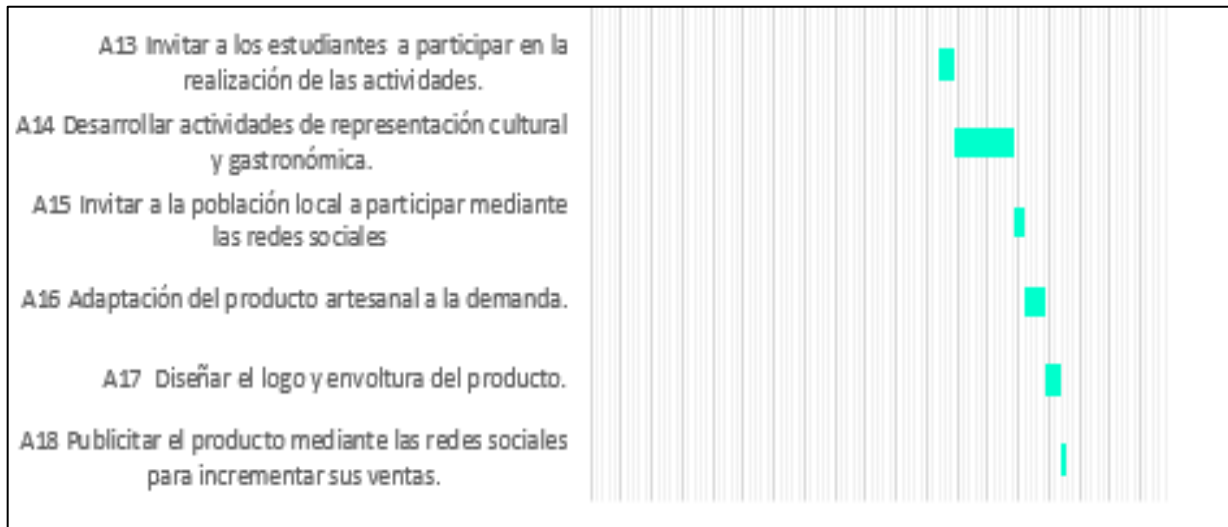 A13 Invitar a los estudiantes a participar en la
realización de las actividades.
A14 Desarrollar actividades de representación cultural
y gastronómica.
A15 Invitar a la población local a participar mediante
las redes sociales
A16 Adaptación del producto artesanal a la demanda.
A17 Diseñar el logo y envoltura del producto.
A18 Publicitar el producto mediante las redes sociales
para incrementar sus ventas.